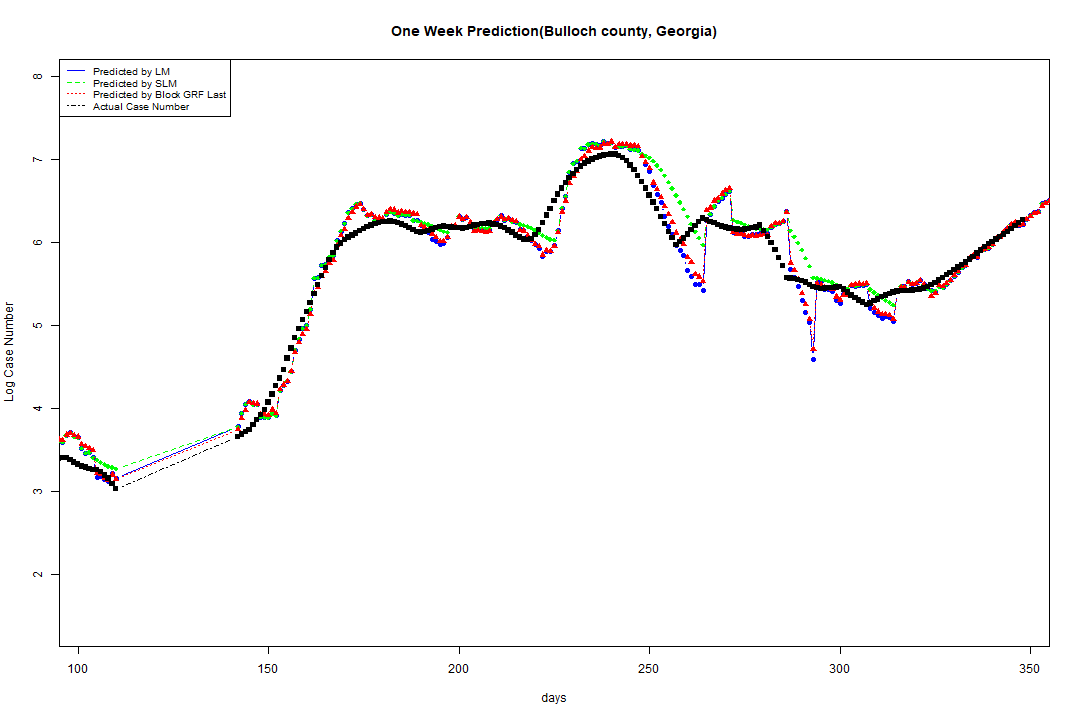 One Week Prediction(Bulloch county, Georgia)
Predicted by LM
Predicted by SLM
Predicted by Block GRF Last
Actual Case Number
8
7
6
5
4
3
2
Log Case Number
100 150 200 250 300 350
days